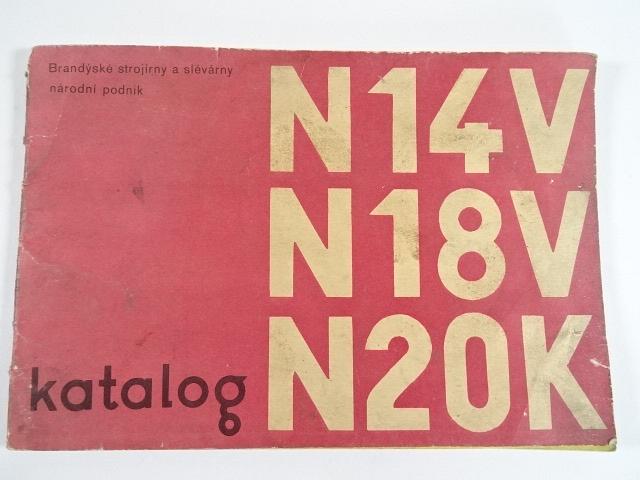 Brandýské strojírny a slévárny
národní podnik
N14V
N18V
N20K
katalog